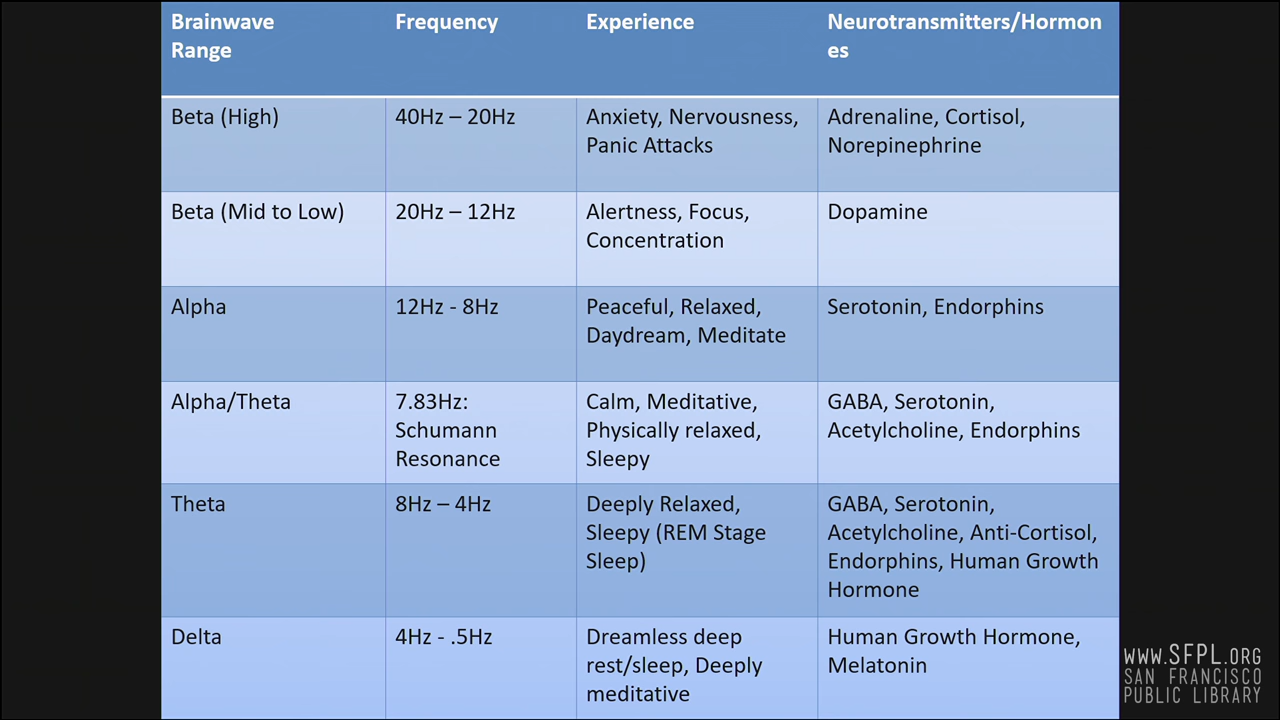 Brainwave Range
Frequency
Experience
Neurotransmitters/Hormon
es
Beta (High)
40Hz – 20Hz
Anxiety, Nervousness,
Panic Attacks
Adrenaline, Cortisol,
Norepinephrine
Beta (Mid to Low)
20Hz – 12Hz
Alertness, Focus,
Concentration
Dopamine
Alpha
12Hz - 8Hz
Peaceful, Relaxed,
Daydream, Meditate
Serotonin, Endorphins
Alpha/Theta
7.83Hz:
Schumann
Resonance
Calm, Meditative,
Physically relaxed,
Sleepy
GABA, Serotonin,
Acetylcholine, Endorphins
Theta
8Hz – 4Hz
Deeply Relaxed,
Sleepy (REM Stage
Sleep)
GABA, Serotonin,
Acetylcholine, Anti-Cortisol,
Endorphins, Human Growth
Hormone
Delta
4Hz - .5Hz
Dreamless deep
rest/sleep, Deeply
meditative
Human Growth Hormone,
Melatonin
WWW.SFPL.ORG
SAN FRANCISCO
PUBLIC LIBRARY